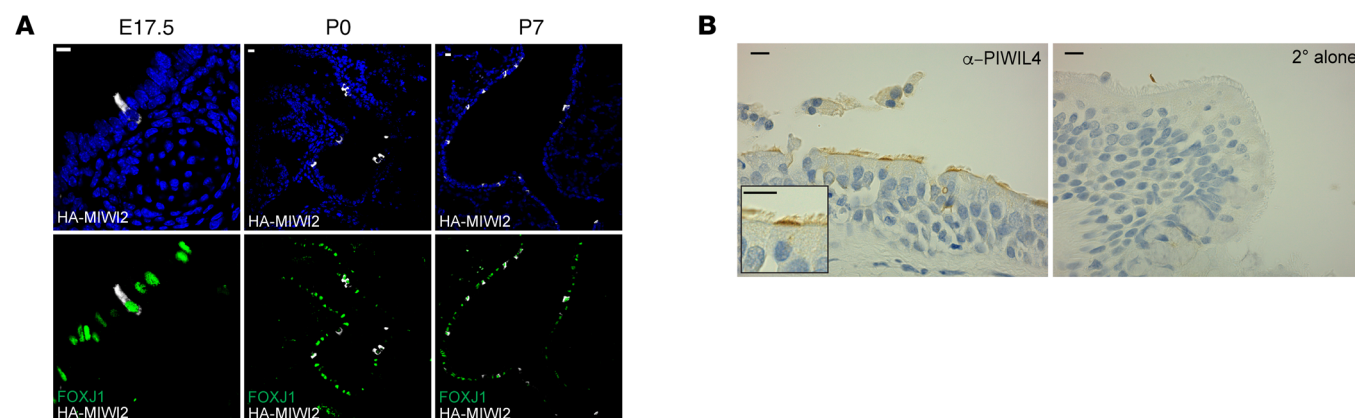 A
E17.5
P0
P7
HA-MIWI2
HA-MIWI2
HA-MIWI2
FOXJ1
HA-MIWI2
FOXJ1
HA-MIWI2
FOXJ1
HA-MIWI2
B
α–PIWIL4
2° alone